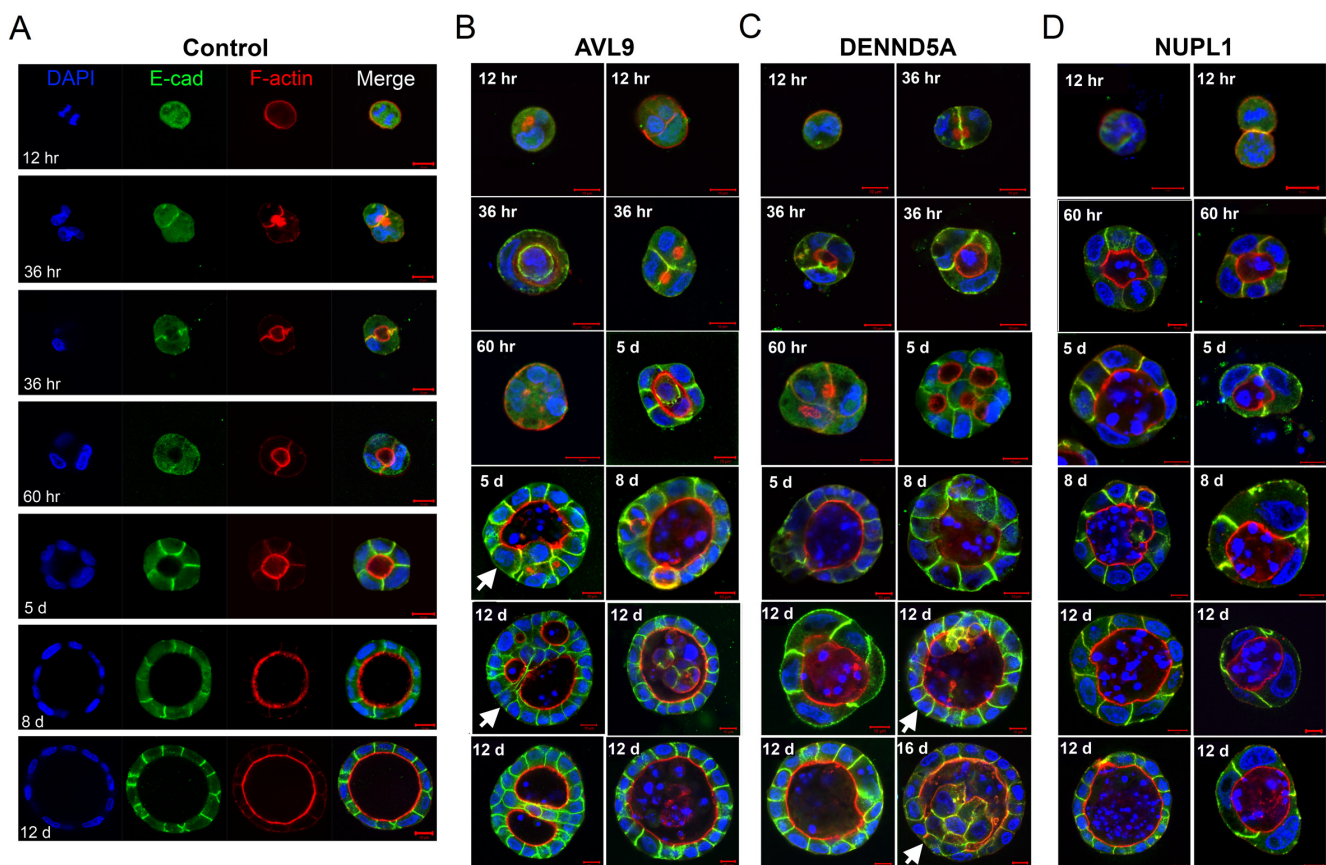 A
Control
DAPI E-cad F-actin Merge
12 hr
36 hr
36 hr
60 hr
5 d
8 d
12 d
B
AVL9
12 hr 12 hr
36 hr 36 hr
60 hr 5 d
5 d 8 d
12 d 12 d
12 d 12 d
C
DENND5A
12 hr 36 hr
36 hr 36 hr
60 hr 5 d
5 d 8 d
12 d 12 d
12 d 16 d
D
NUPL1
12 hr 12 hr
60 hr 60 hr
5 d 5 d
8 d 8 d
12 d 12 d
12 d 12 d